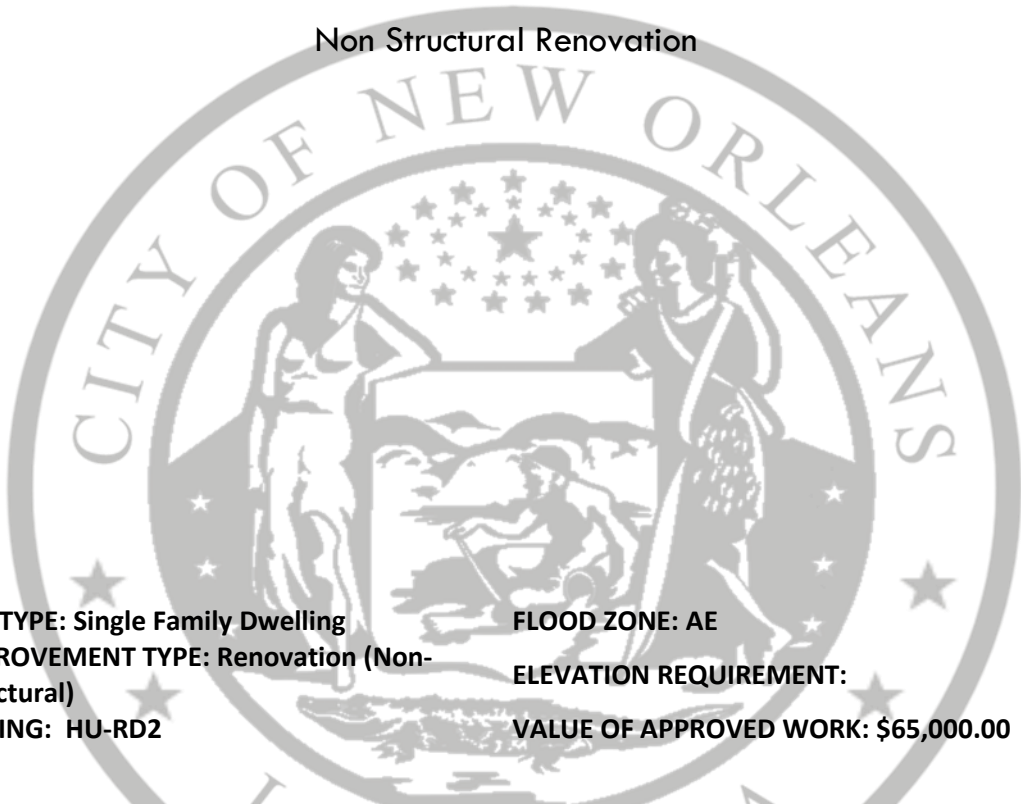 Non Structural Renovation
CITY OF NEW ORLEANS
TYPE: Single Family Dwelling
ROVEMENT TYPE: Renovation (Non-
ctural)
ING: HU-RD2
FLOOD ZONE: AE
ELEVATION REQUIREMENT:
VALUE OF APPROVED WORK: $65,000.00